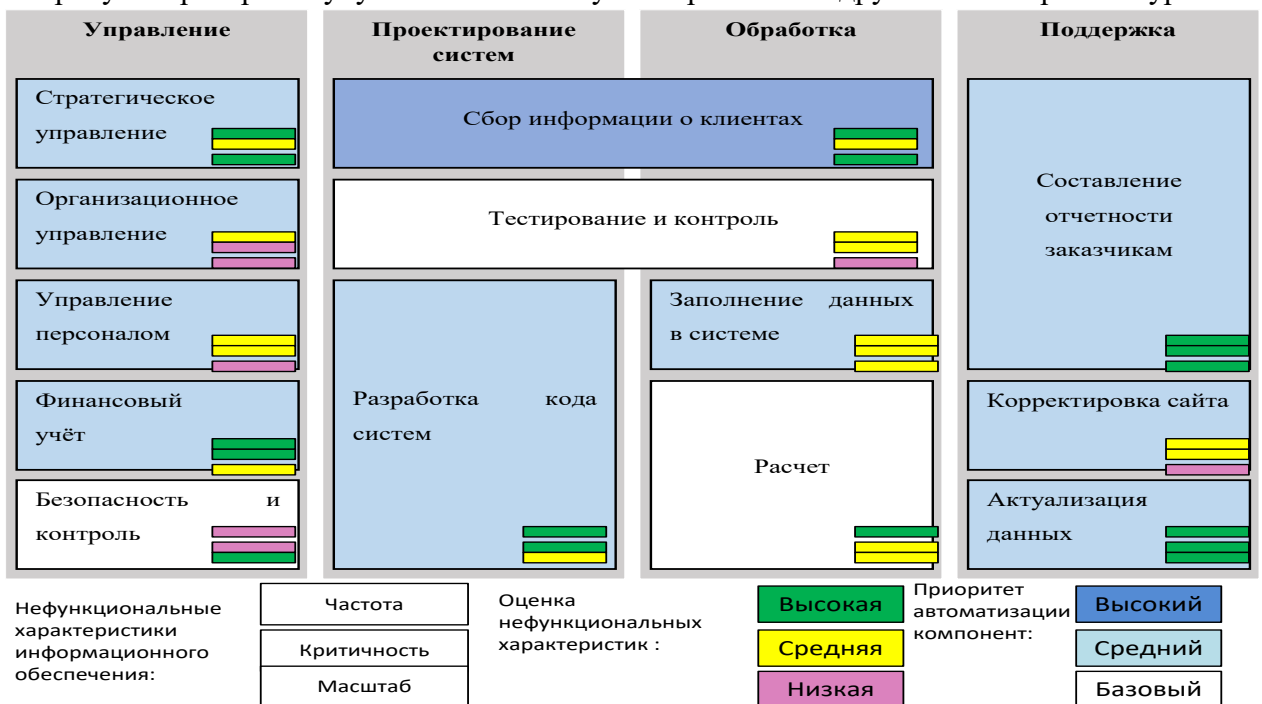 Управление
Проектирование
систем
Обработка
Поддержка
Стратегическое
управление
Сбор информации о клиентах
Составление
отчетности
заказчикам
Организационное
управление
Тестирование и контроль
Управление
персоналом
Заполнение данных
в системе
Финансовый
учёт
Разработка кода
систем
Расчет
Корректировка сайта
Безопасность и
контроль
Актуализация
данных
Нефункциональные
характеристики
информационного
обеспечения:
Частота
Критичность
Масштаб
Оценка
нефункциональных
характеристик :
Высокая
Средняя
Низкая
Приоритет
автоматизации
компонент:
Высокий
Средний
Базовый